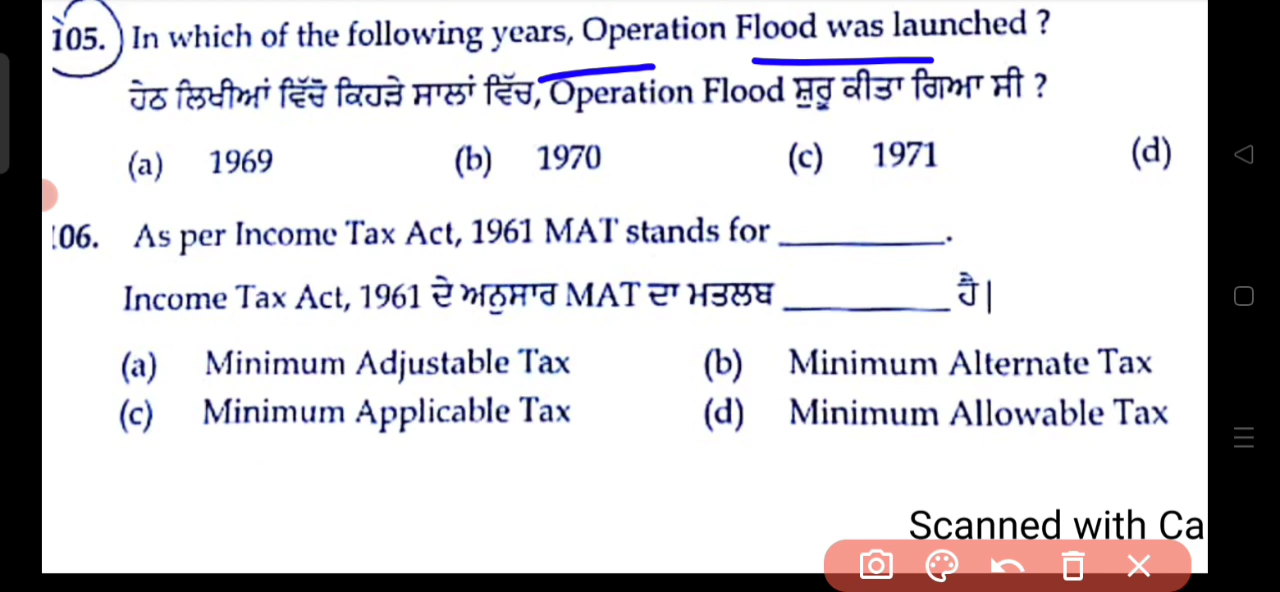 105. In which of the following years, Operation Flood was launched ?
ਹੇਠ ਲਿਖੀਆਂ ਵਿੱਚੋ ਕਿਹੜੇ ਸਾਲਾਂ ਵਿੱਚ, Operation Flood ਸ਼ੁਰੂ ਕੀਤਾ ਗਿਆ ਸੀ ?
(a) 1969 (b) 1970 (c) 1971 (d)
106. As per Income Tax Act, 1961 MAT stands for __________.
Income Tax Act, 1961 ਦੇ ਅਨੁਸਾਰ MAT ਦਾ ਮਤਲਬ __________ ਹੈ|
(a) Minimum Adjustable Tax (b) Minimum Alternate Tax
(c) Minimum Applicable Tax (d) Minimum Allowable Tax
Scanned with Ca